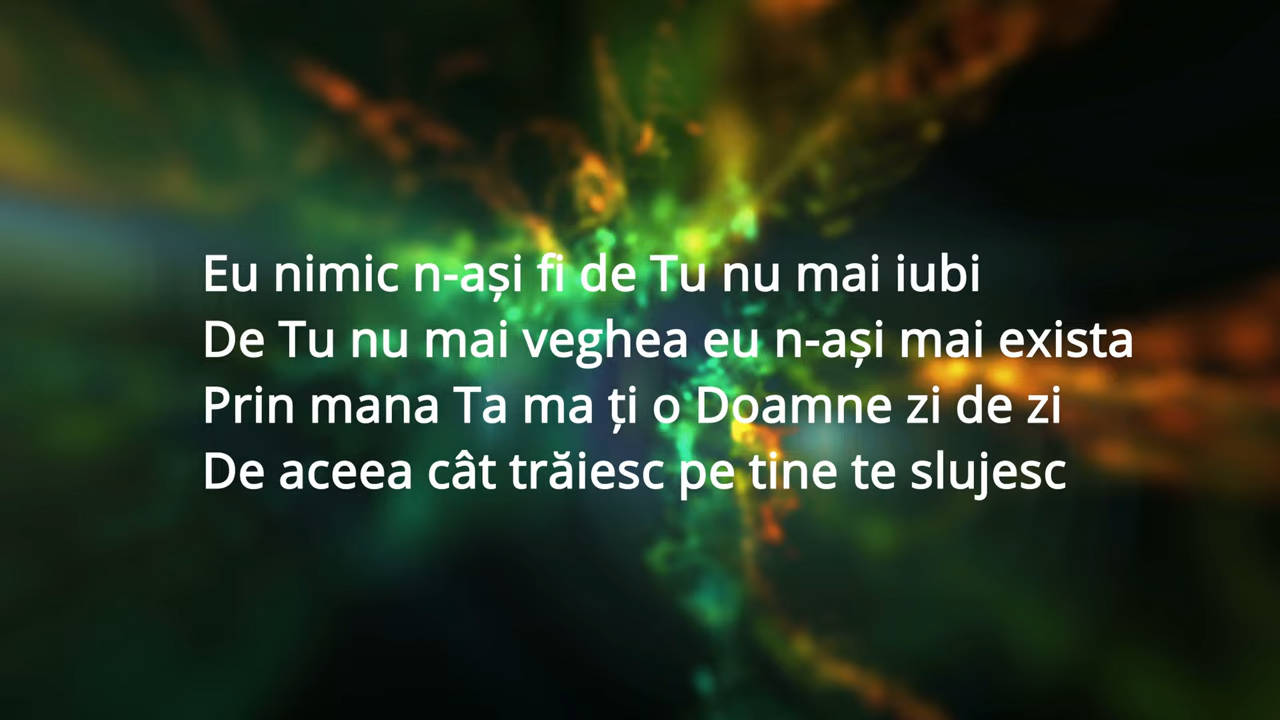 Eu nimic n-ași fi de Tu nu mai iubi
De Tu nu mai veghea eu n-ași mai exista
Prin mana Ta ma ți o Doamne zi de zi
De aceea cât trăiesc pe tine te slujesc